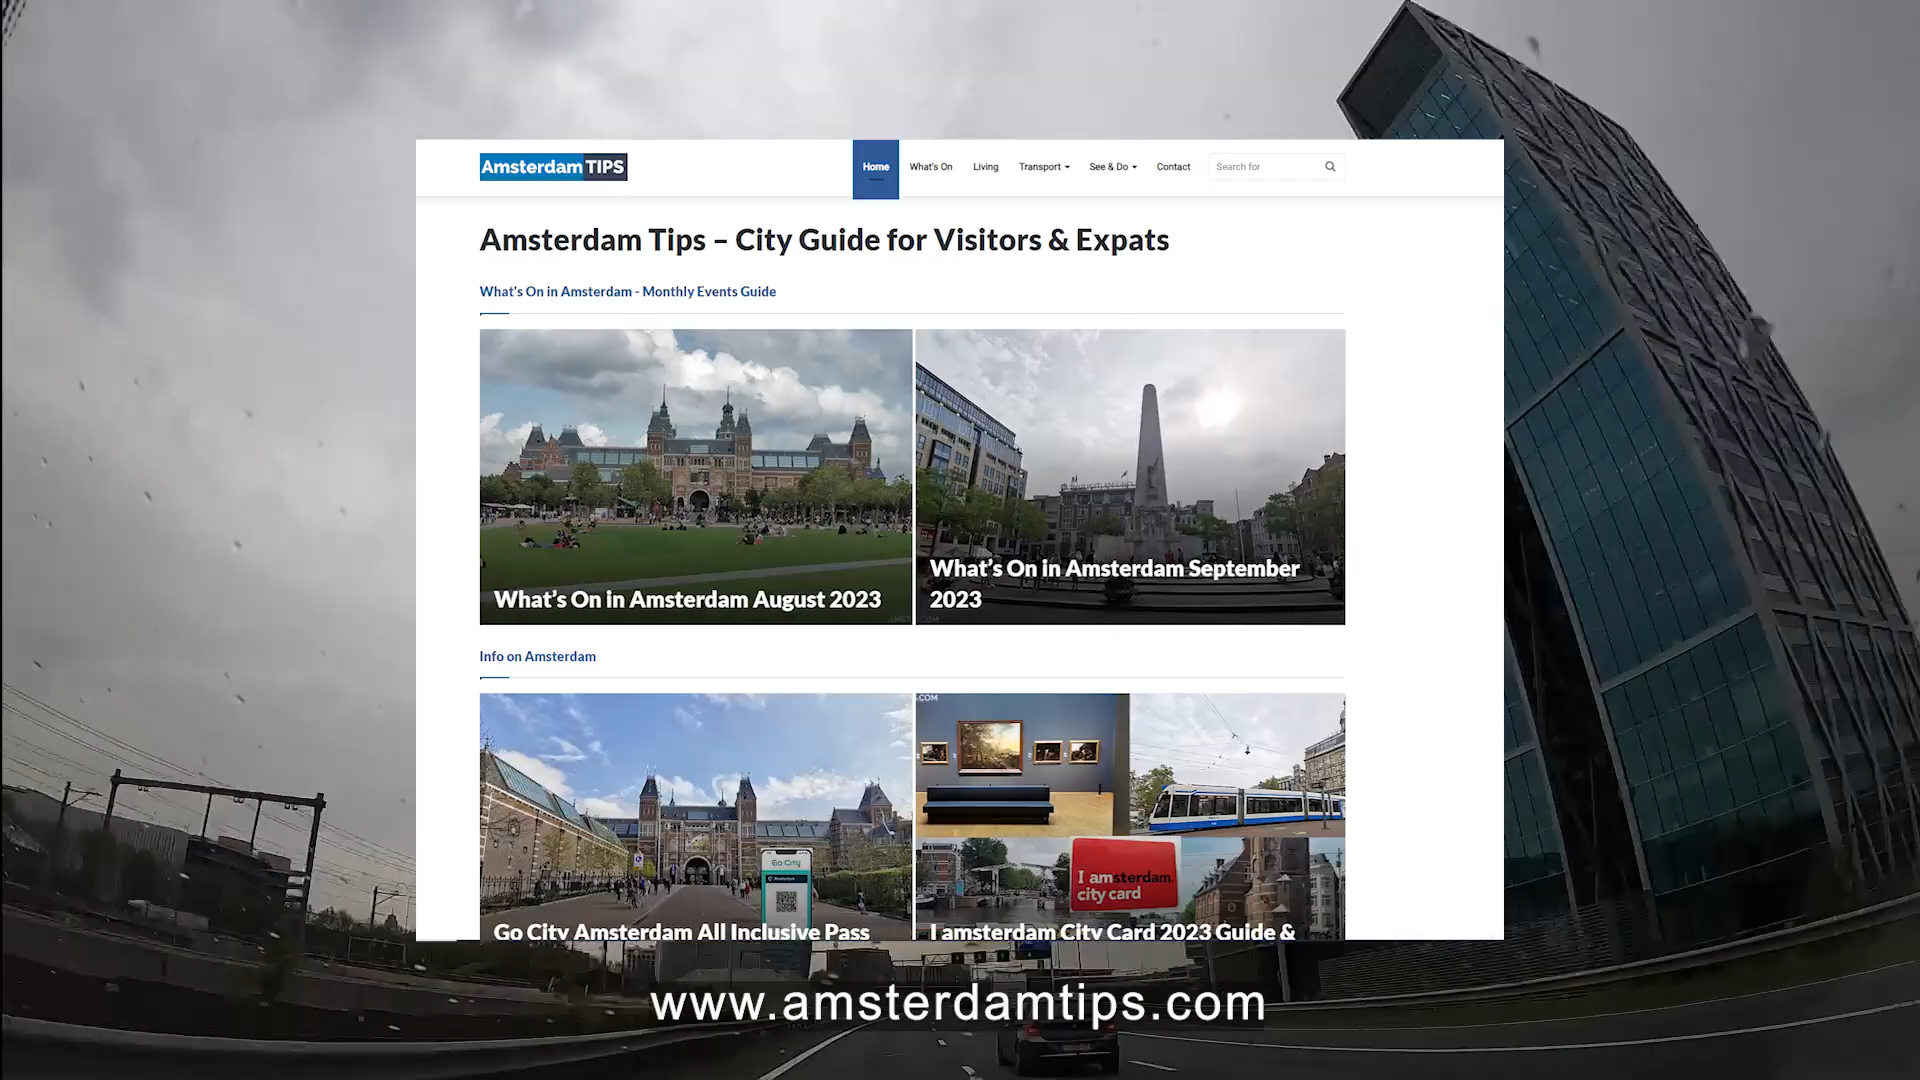 Amsterdam TIPS
Home
What's On
Living
Transport
See & Do
Contact
Search for
Amsterdam Tips – City Guide for Visitors & Expats
What's On in Amsterdam - Monthly Events Guide
What's On in Amsterdam August 2023
What's On in Amsterdam September
2023
Info on Amsterdam
.COM
Go City
I amsterdam.
city card
Go City Amsterdam All Inclusive Pass
I amsterdam City Card 2023 Guide &
www.amsterdamtips.com